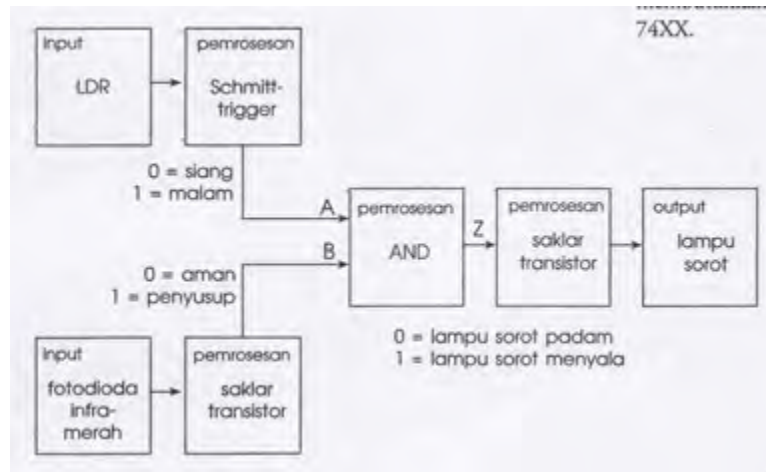 74XX.
input
LDR
pemrosesan
Schmitt-
trigger
0 = siang
1 = malam
A
B
0 = aman
1 = penyusup
input
fotodioda
infra-
merah
pemrosesan
saklar
transistor
pemrosesan
AND
Z
pemrosesan
saklar
transistor
output
lampu
sorot
0 = lampu sorot padam
1 = lampu sorot menyala